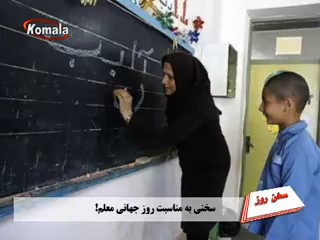 Komala
آ ا ب ب
سخن روز
سخنی به مناسبت روز جهانی معلم!